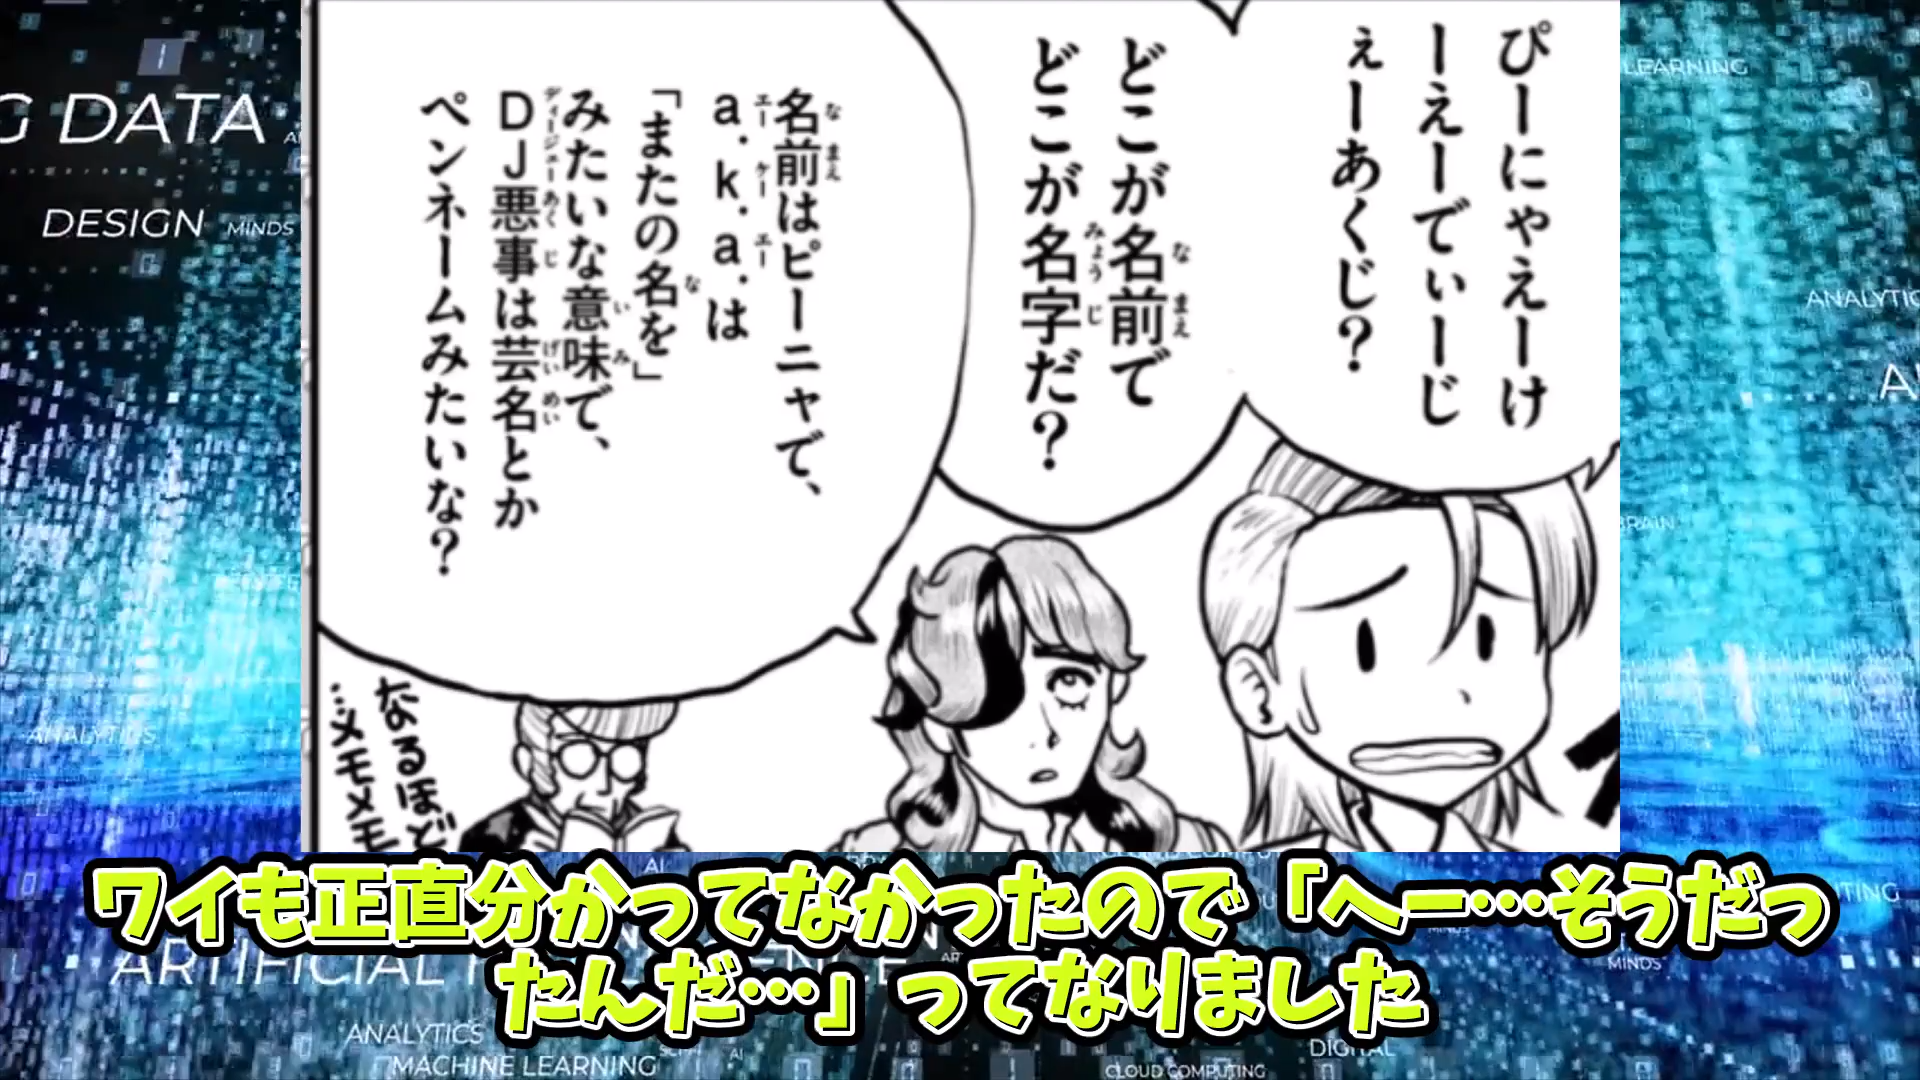 ぴーにゃえーけ
ーえーでぃーじ
ぇーあくじ?
どこが名前で
どこが名字だ?
名前はピーニャで、
a.k.a.は
「またの名を」
みたいな意味で、
DJ悪事は芸名とか
ペンネームみたいな?
なるほど
…メモメモ
ワイも正直分かってなかったので「へー…そうだっ
たんだ…」ってなりました
G DATA
DESIGN
MINDS
ANALYTICS
LEARNING
ANALYTIC
BRAIN
ARTIFICIAL
ANALYTICS
MACHINE LEARNING
AI
MINDS
DIGITAL
CLOUD COMPUTING